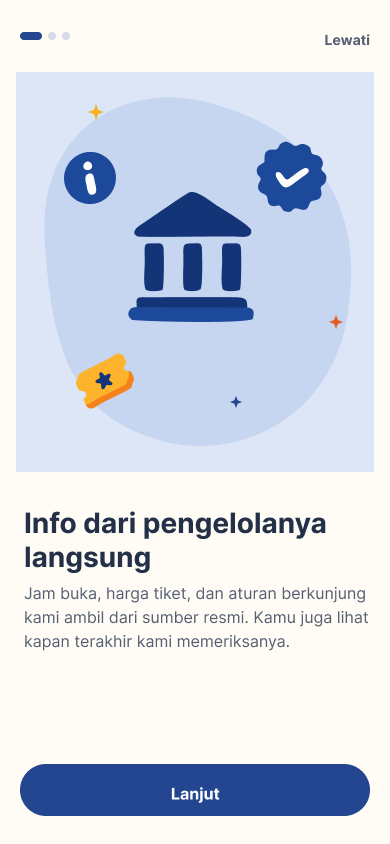 Lewati
Info dari pengelolanya
langsung
Jam buka, harga tiket, dan aturan berkunjung
kami ambil dari sumber resmi. Kamu juga lihat
kapan terakhir kami memeriksanya.
Lanjut